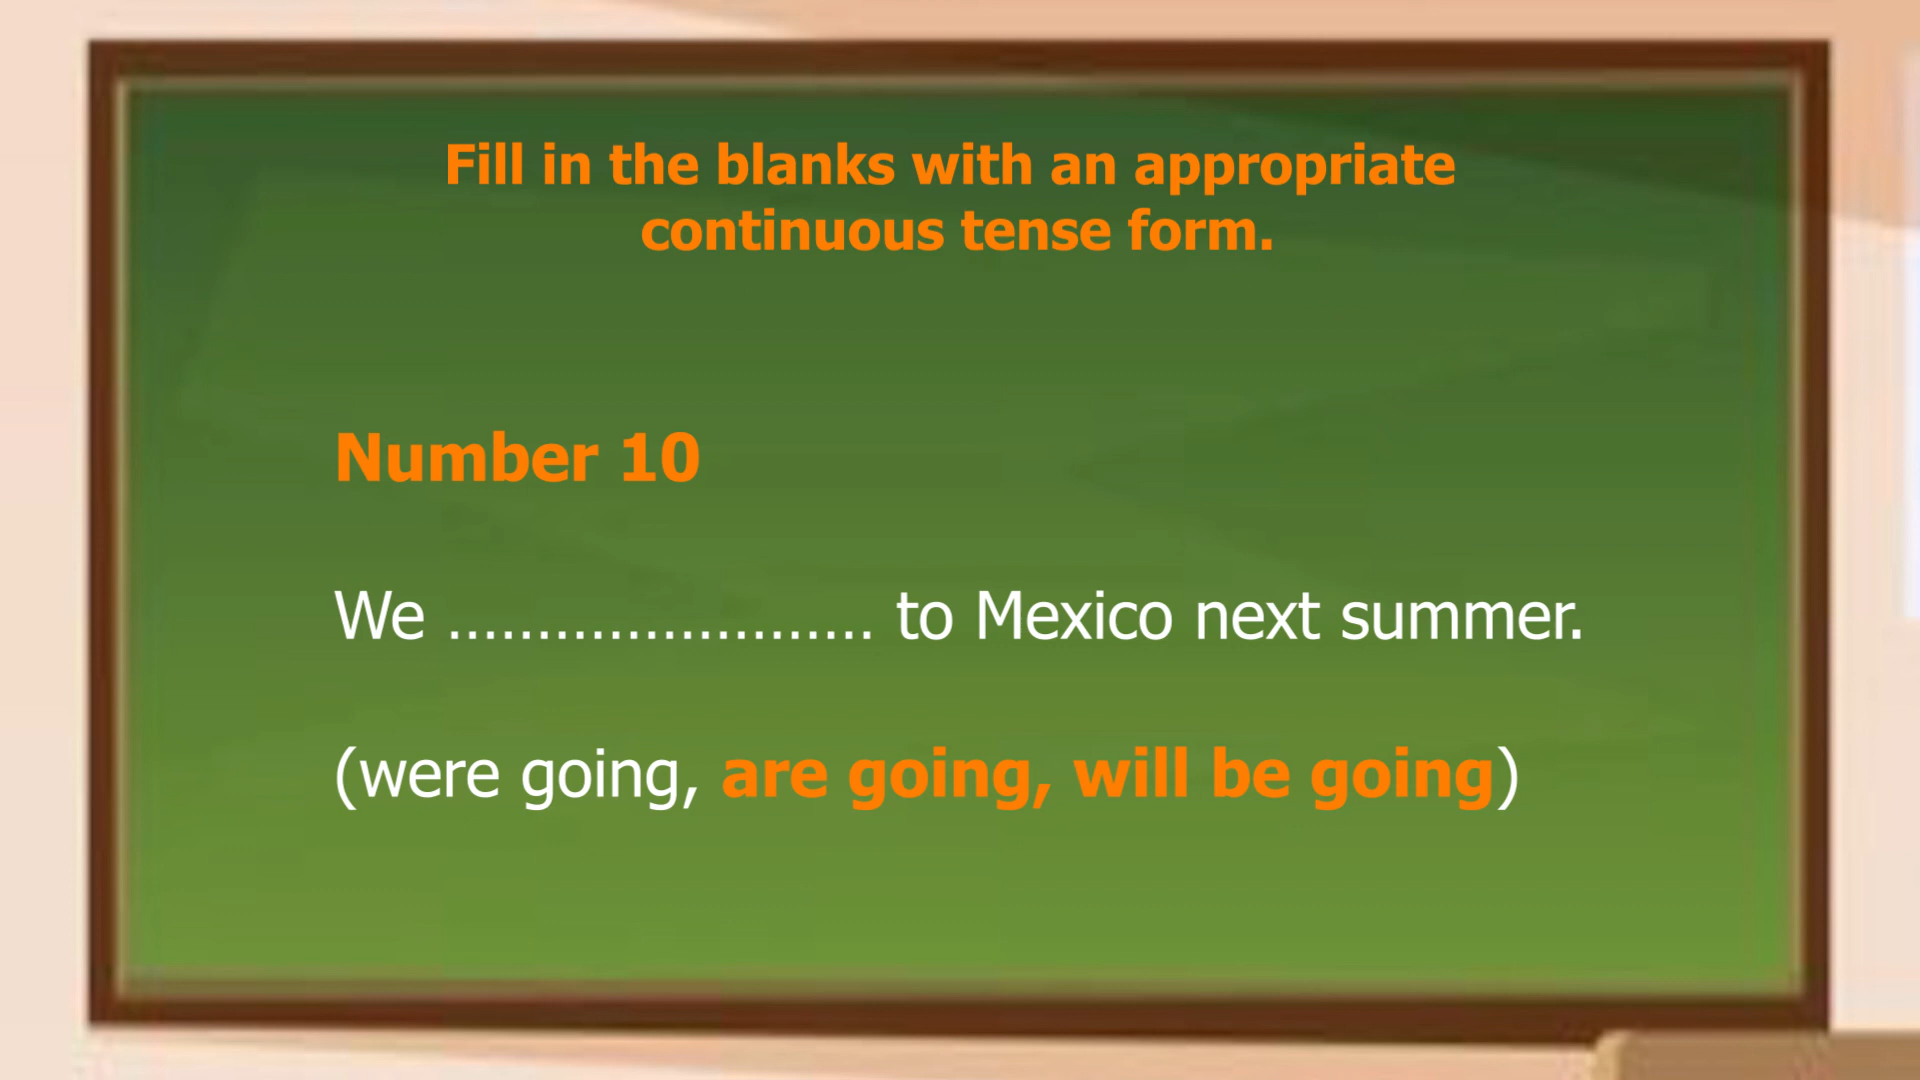 Fill in the blanks with an appropriate
continuous tense form.
Number 10
We ........................ to Mexico next summer.
(were going, are going, will be going)